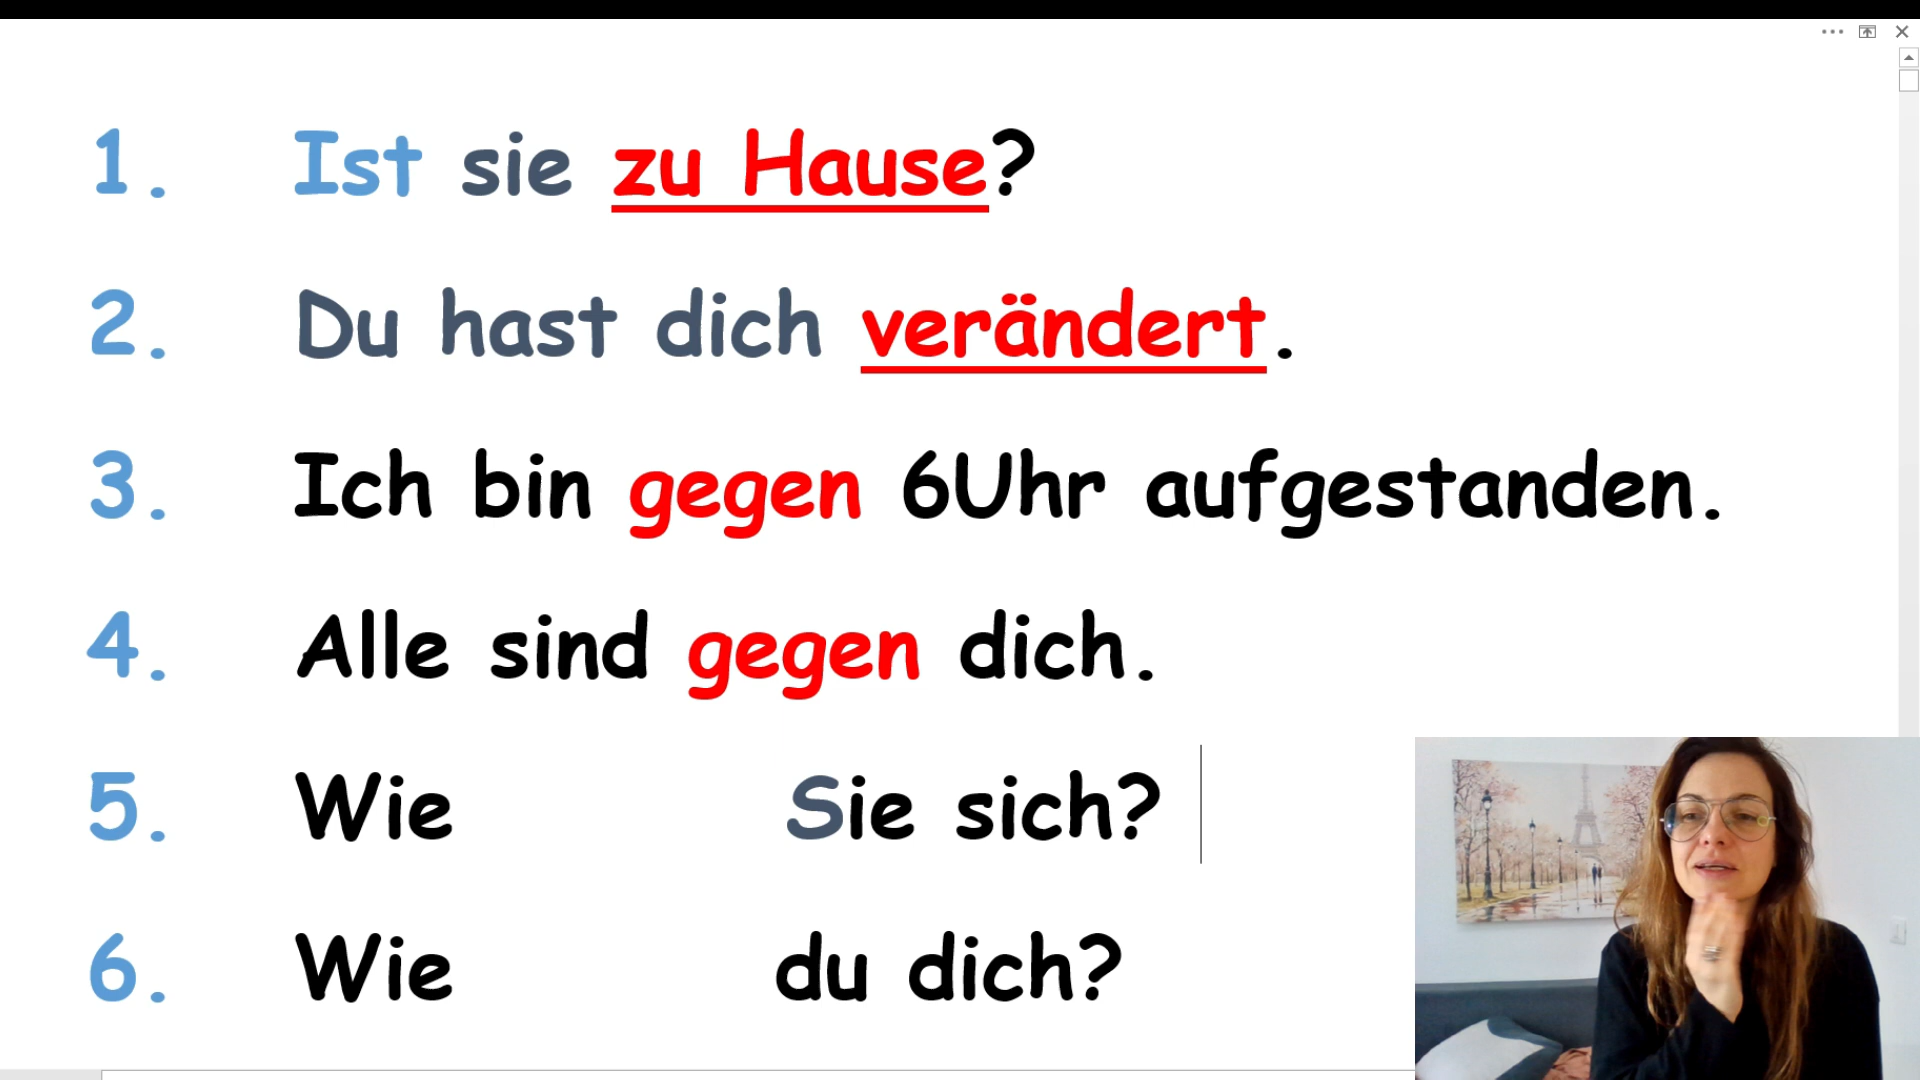 1. Ist sie zu Hause?
2. Du hast dich verändert.
3. Ich bin gegen 6Uhr aufgestanden.
4. Alle sind gegen dich.
5. Wie Sie sich?
6. Wie du dich?